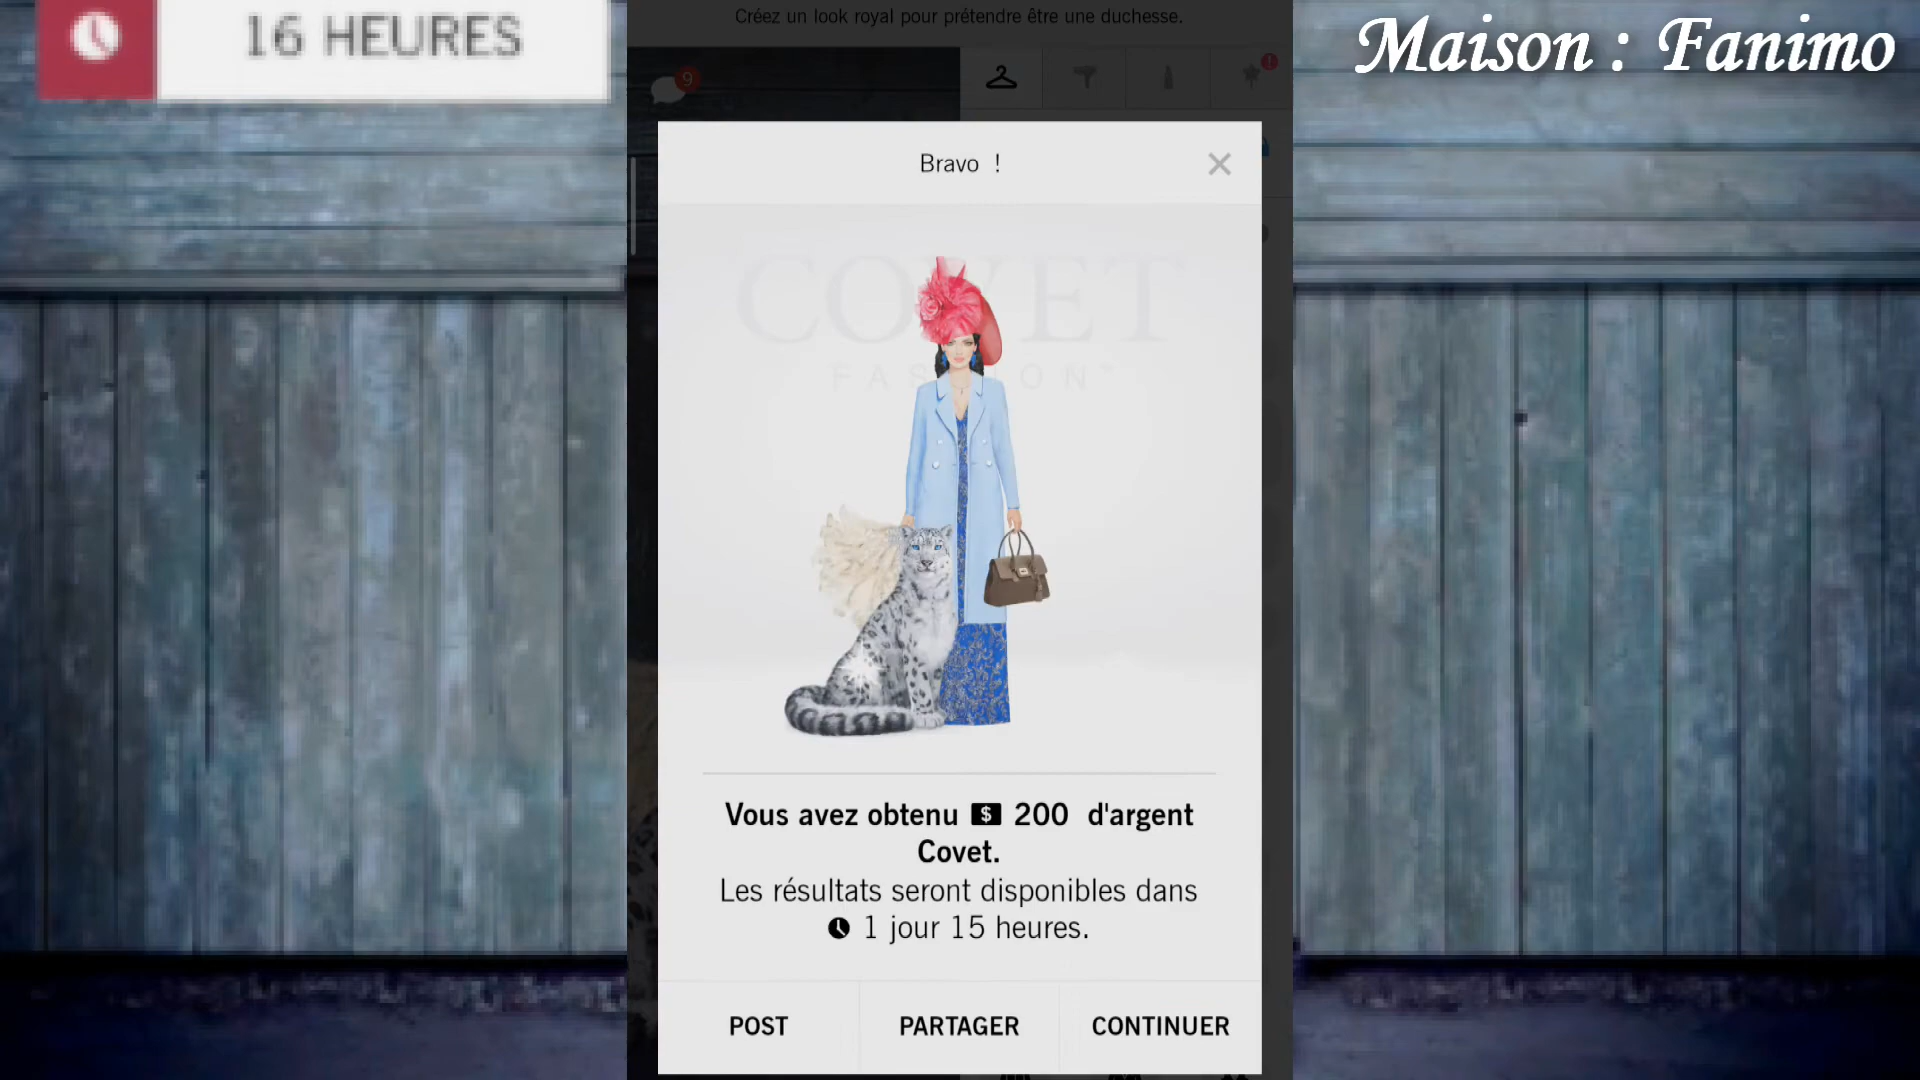 16 HEURES
Créez un look royal pour prétendre être une duchesse.
Maison : Fanimo
9
Bravo !
COVET
FASHION
Vous avez obtenu $ 200 d'argent
Covet.
Les résultats seront disponibles dans
1 jour 15 heures.
POST
PARTAGER
CONTINUER